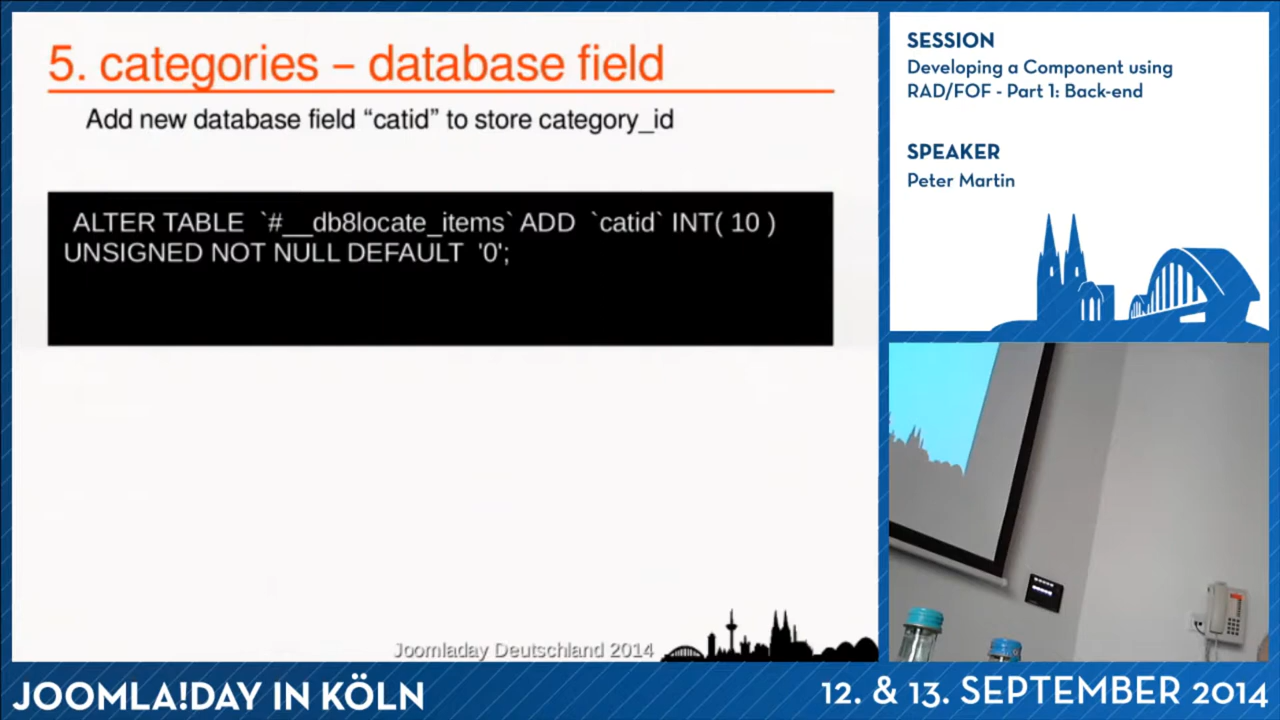 5. categories – database field
Add new database field “catid” to store category_id
ALTER TABLE `#__db8locate_items` ADD `catid` INT( 10 )
UNSIGNED NOT NULL DEFAULT '0';
Joomladay Deutschland 2014
SESSION
Developing a Component using
RAD/FOF - Part 1: Back-end
SPEAKER
Peter Martin
JOOMLA!DAY IN KÖLN
12. & 13. SEPTEMBER 2014